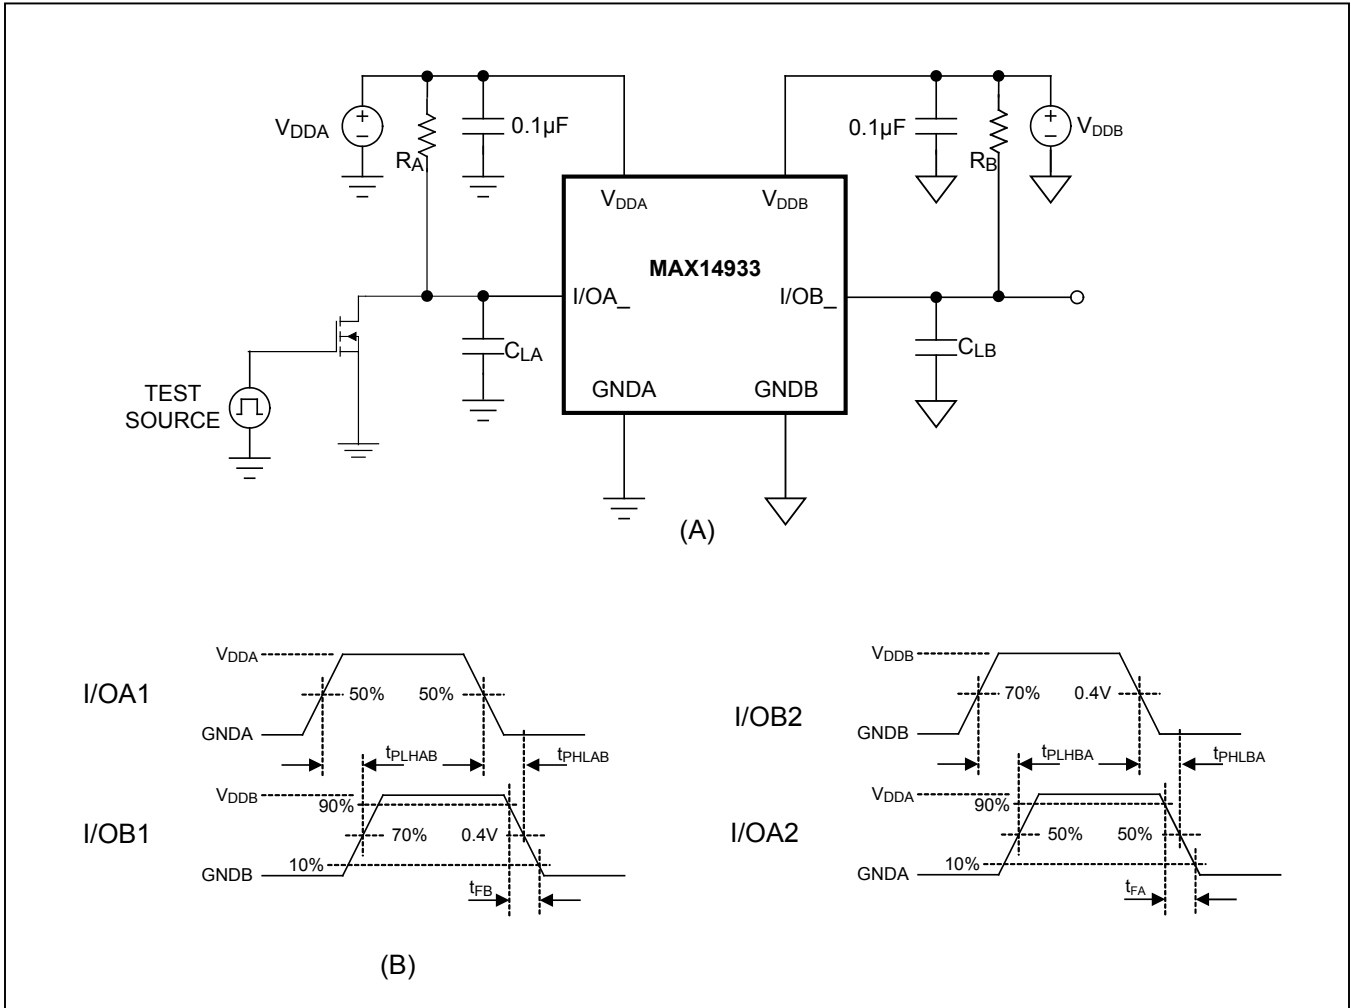 VDDA
RA
0.1µF
0.1µF
RB
VDDB
VDDA
VDDB
MAX14933
I/OA_
I/OB_
CLA
CLB
GNDA
GNDB
TEST
SOURCE
(A)
I/OA1
VDDA
50%
50%
GNDA
tPLHAB
tPHLAB
I/OB1
VDDB
90%
70%
0.4V
10%
GNDB
tFB
(B)
I/OB2
VDDB
70%
0.4V
GNDB
tPLHBA
tPHLBA
I/OA2
VDDA
90%
50%
50%
10%
GNDA
tFA